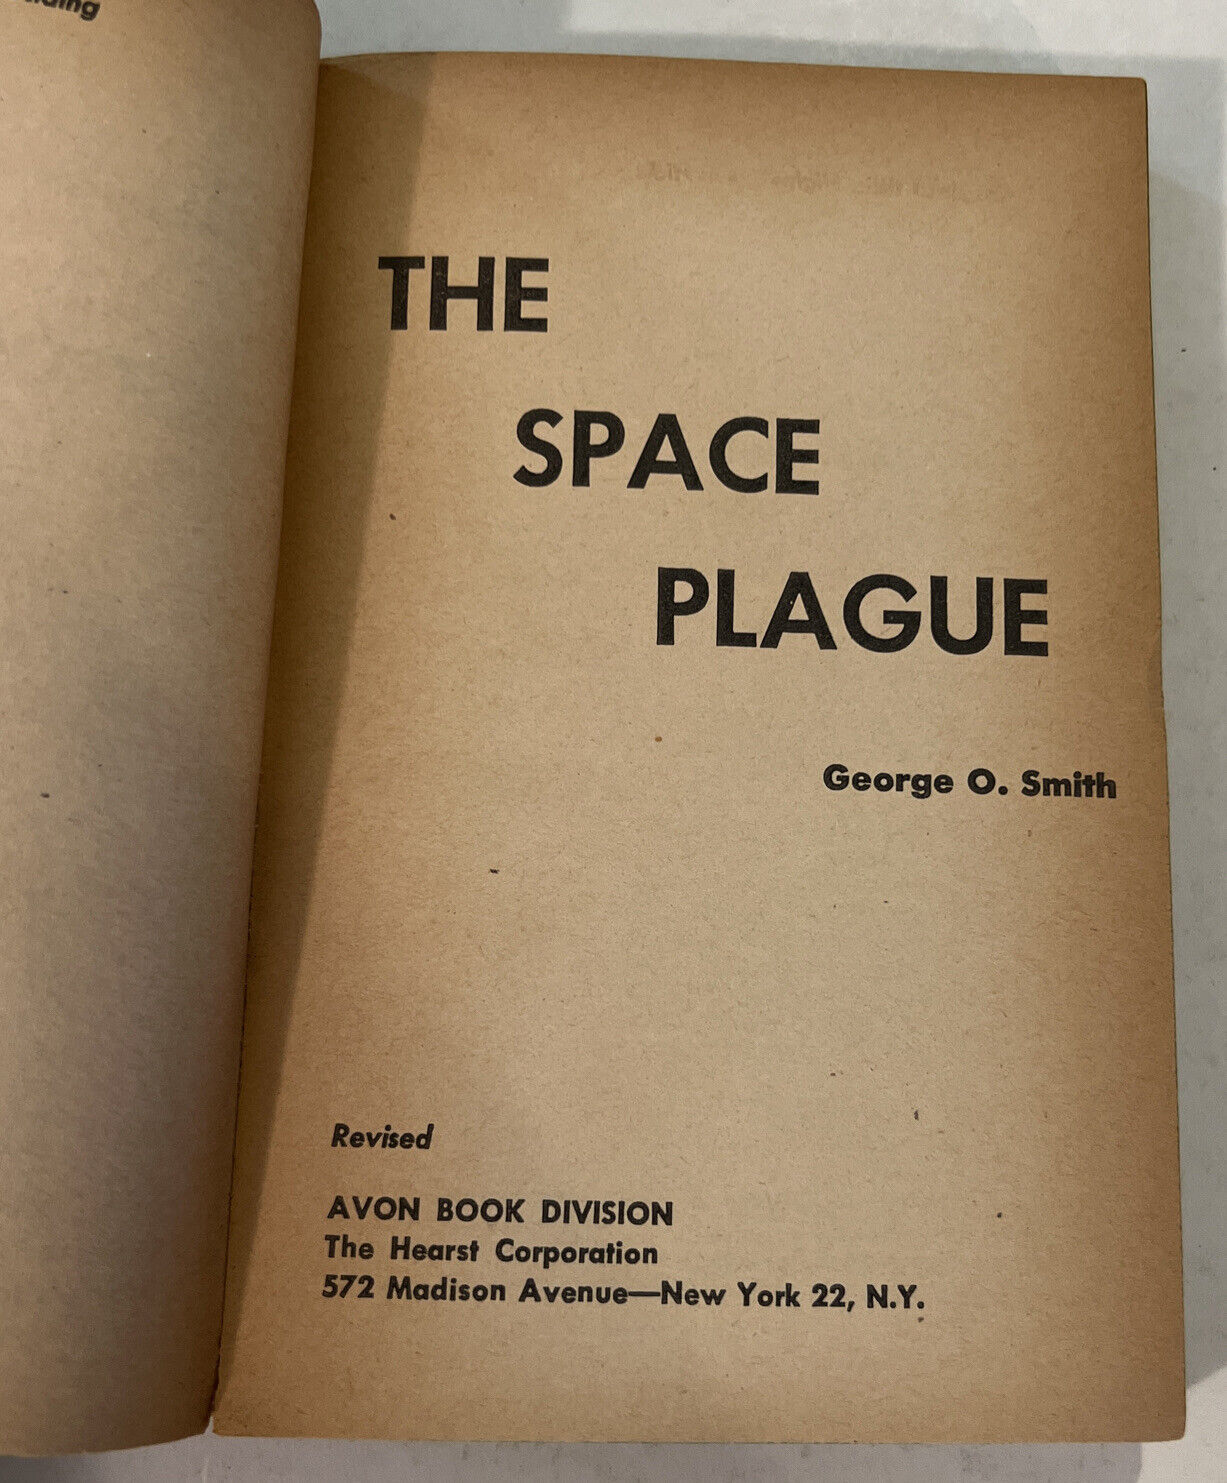 THE
SPACE
PLAGUE
George O. Smith
Revised
AVON BOOK DIVISION
The Hearst Corporation
572 Madison Avenue—New York 22, N.Y.